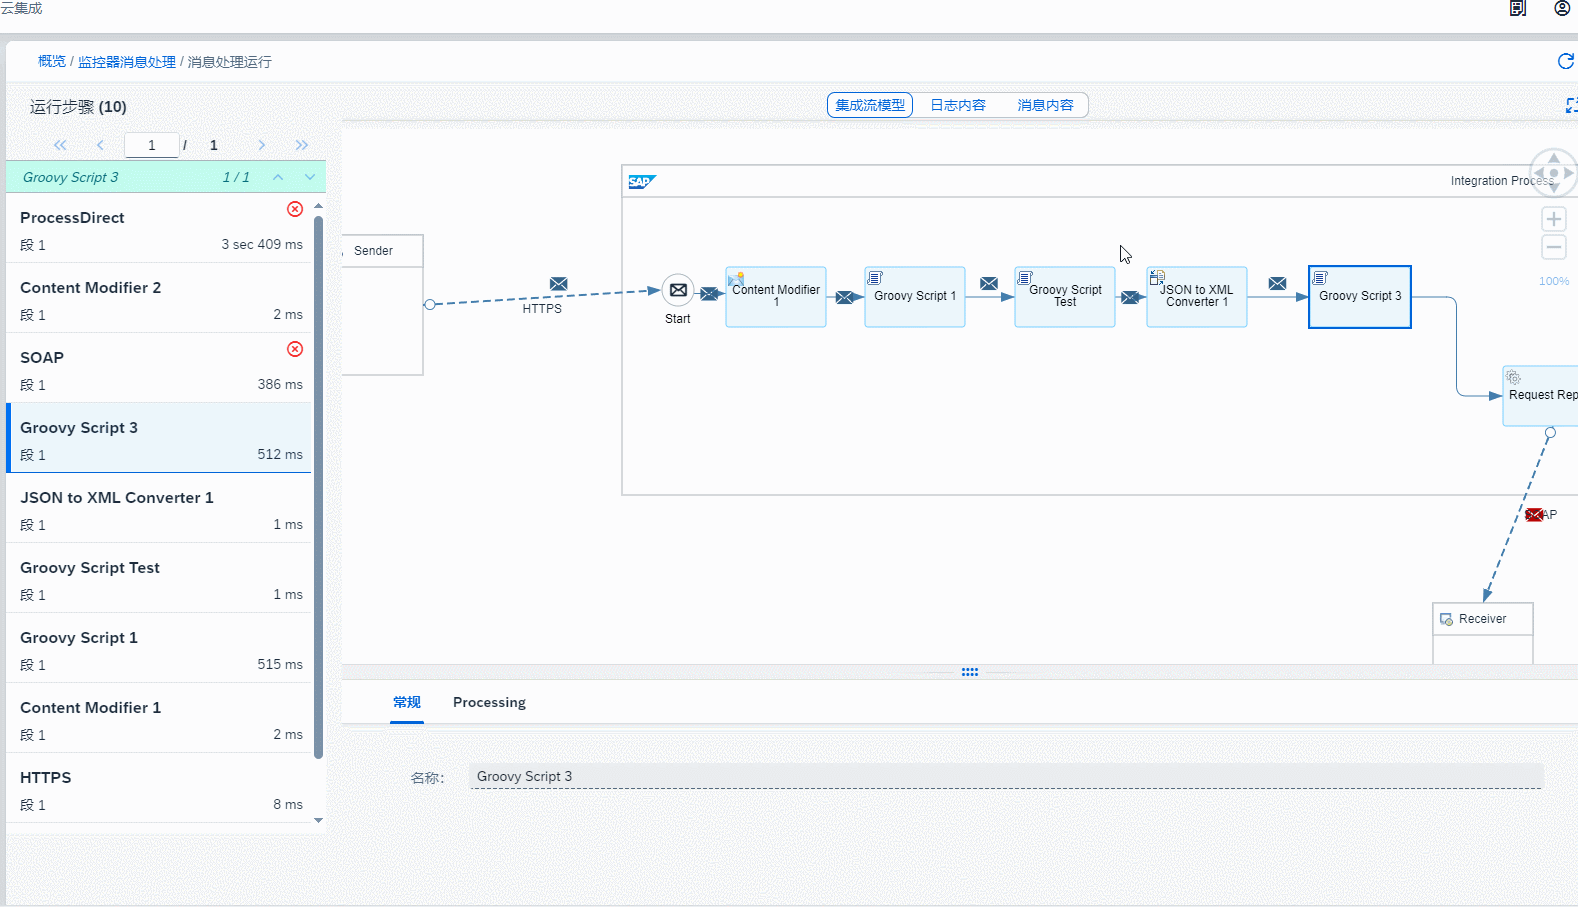 云集成
概览 / 监控器消息处理 / 消息处理运行
运行步骤 (10)
集成流模型 日志内容 消息内容
1 / 1
Groovy Script 3 1 / 1
ProcessDirect
段 1 3 sec 409 ms
Content Modifier 2
段 1 2 ms
SOAP
段 1 386 ms
Groovy Script 3
段 1 512 ms
JSON to XML Converter 1
段 1 1 ms
Groovy Script Test
段 1 1 ms
Groovy Script 1
段 1 515 ms
Content Modifier 1
段 1 2 ms
HTTPS
段 1 8 ms
SAP
Integration Process
100%
Sender
HTTPS
Start
Content Modifier
1
Groovy Script 1
Groovy Script
Test
JSON to XML
Converter 1
Groovy Script 3
Request Rep
Receiver
常规 Processing
名称: Groovy Script 3